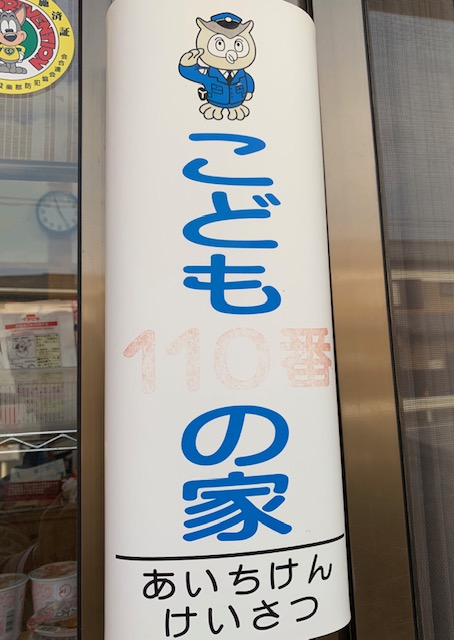 こども
110番
の家
あいちけん
けいさつ